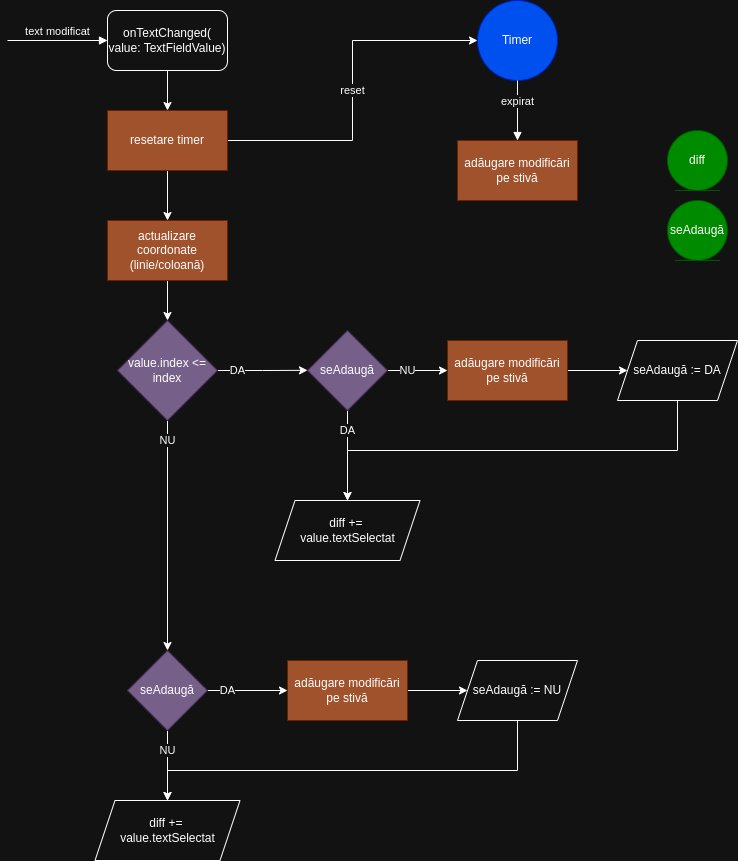 text modificat
onTextChanged(
value: TextFieldValue)
Timer
reset
expirat
resetare timer
adăugare modificări
pe stivă
diff
seAdaugă
actualizare
coordonate
(linie/coloană)
value.index <=
index
DA
seAdaugă
NU
adăugare modificări
pe stivă
seAdaugă := DA
DA
NU
diff +=
value.textSelectat
seAdaugă
DA
adăugare modificări
pe stivă
seAdaugă := NU
NU
diff +=
value.textSelectat